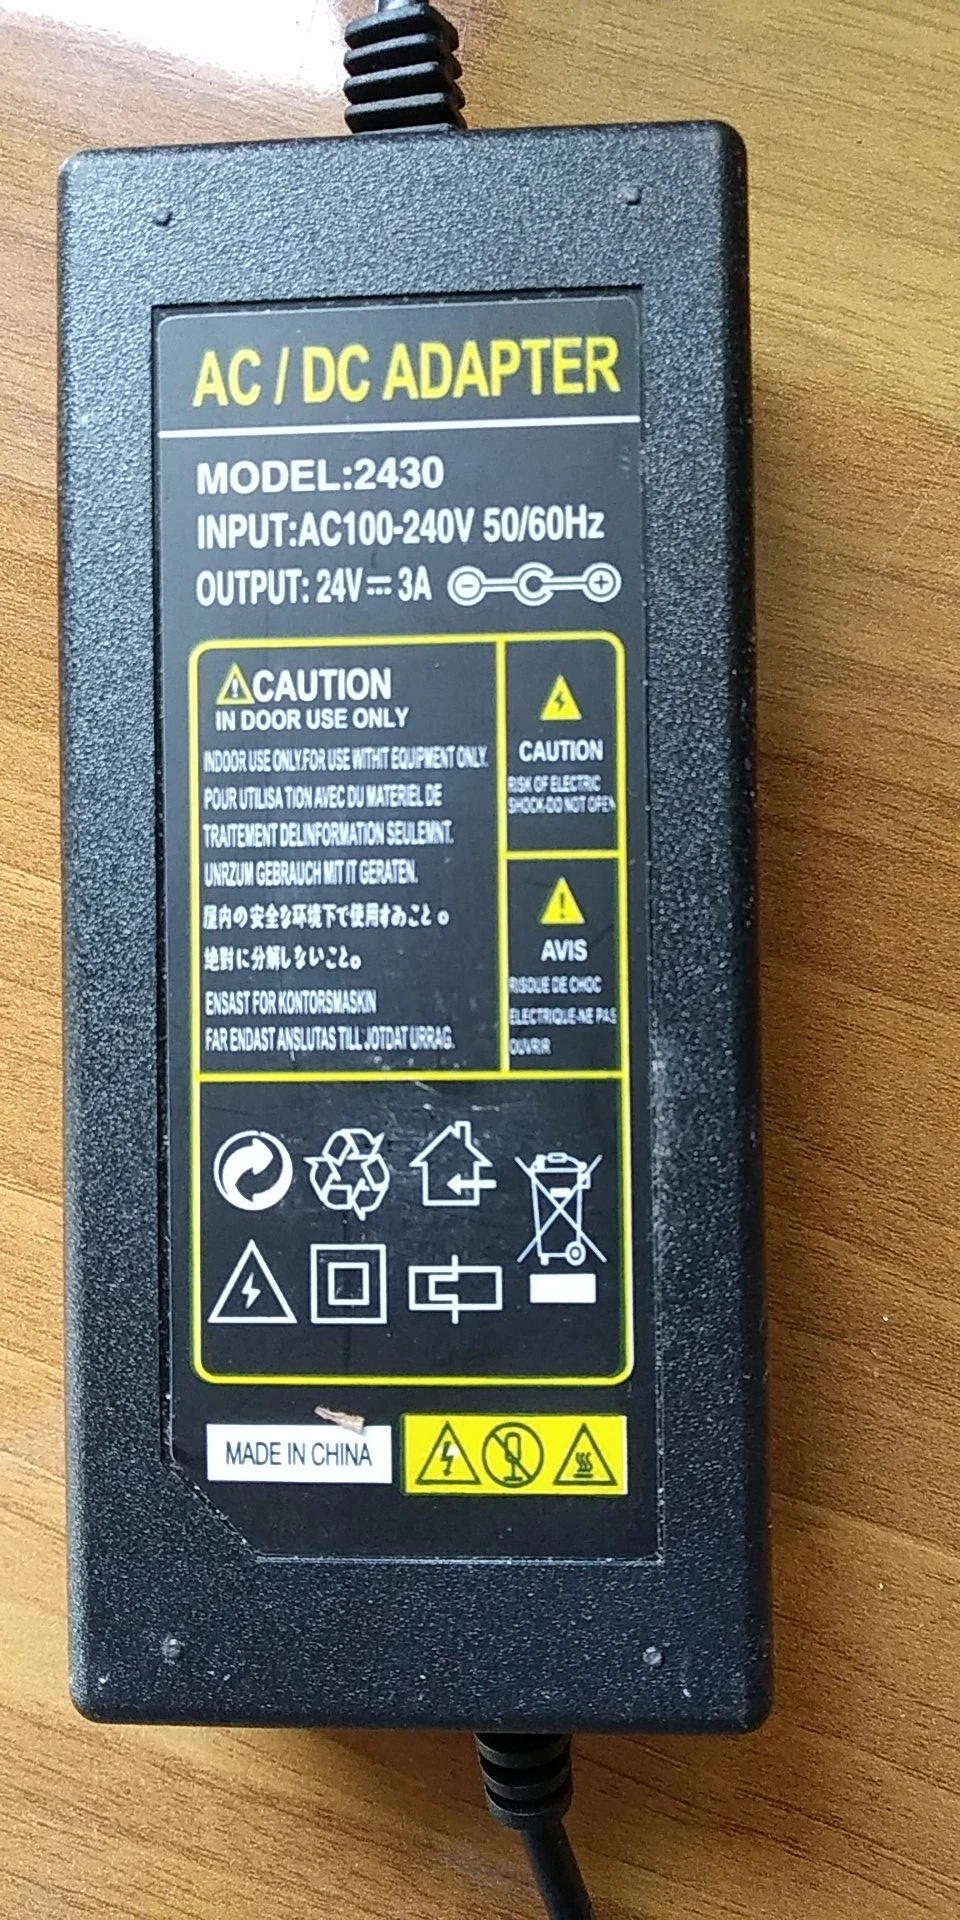 AC / DC ADAPTER
MODEL:2430
INPUT:AC100-240V 50/60Hz
OUTPUT: 24V⎓3A
CAUTION
IN DOOR USE ONLY
INDOOR USE ONLY.FOR USE WITHIT EQUIPMENT ONLY.
POUR UTILISA TION AVEC DU MATERIEL DE
TRAITEMENT DELINFORMATION SEULEMNT.
UNRZUM GEBRAUCH MIT IT GERATEN.
屋内の安全な环境下で使用すみこと。
绝對に分解しないこと。
ENSAST FOR KONTORSMASKIN
FAR ENDAST ANSLUTAS TILL JOTDAT URRAG.
CAUTION
RISK OF ELECTRIC
SHOCK-DO NOT OPEN
AVIS
RISQUE DE CHOC
ELECTRIQUE-NE PAS
OUVRIR
MADE IN CHINA